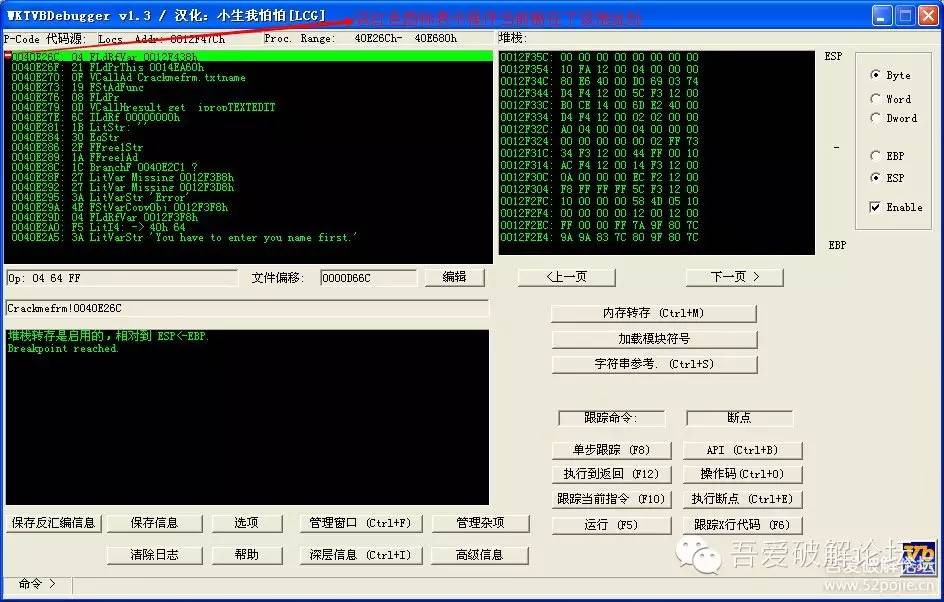 WKTVBDebugger v1.3 / 汉化: 小生我怕怕[LCG]
P-Code 代码源: Locs. Addr: 0012F47Ch Proc. Range: 40E26Ch- 40E680h 堆栈:
0040E26C: 04 FLdRfVar 0012F438h
0040E26F: 21 FLdPrThis 0014EA60h
0040E270: 0F VCallAd Crackmefrm.txtname
0040E273: 19 FStAdFunc
0040E276: 08 FLdPr
0040E279: 0D VCallHresult get__ipropTEXTEDIT
0040E27E: 6C ILdRf 00000000h
0040E281: 1B LitStr: ''
0040E284: 30 EqStr
0040E286: 2F FFree1Str
0040E289: 1A FFree1Ad
0040E28C: 1C BranchF 0040E2C1 ?
0040E28F: 27 LitVar_Missing 0012F3B8h
0040E292: 27 LitVar_Missing 0012F3D8h
0040E295: 3A LitVarStr 'Error'
0040E29A: 4E FStVarCopyObj 0012F3F8h
0040E29D: 04 FLdRfVar 0012F3F8h
0040E2A0: F5 LitI4: -> 40h 64
0040E2A5: 3A LitVarStr 'You have to enter you name first.'
0012F35C: 00 00 00 00 00 00 00 00
0012F354: 10 FA 12 00 04 00 00 00
0012F34C: 80 E6 40 00 D0 69 03 74
0012F344: D4 F4 12 00 5C F3 12 00
0012F33C: B0 CE 14 00 6D E2 40 00
0012F334: D4 F4 12 00 02 02 00 00
0012F32C: A0 04 00 00 04 00 00 00
0012F324: 00 00 00 00 00 02 FF 73
0012F31C: 34 F3 12 00 44 FF 00 10
0012F314: AC F4 12 00 14 F3 12 00
0012F30C: 0A 00 00 00 EC F2 12 00
0012F304: F8 FF FF FF 5C F3 12 00
0012F2FC: 10 00 00 00 58 4D 05 10
0012F2F4: 00 00 00 00 12 00 12 00
0012F2EC: FF 00 00 FF 7A 9F 80 7C
0012F2E4: 9A 9A 83 7C 80 9F 80 7C
ESP
-
EBP
Byte
Word
Dword
EBP
ESP
Enable
Op: 04 64 FF 文件偏移: 0000D66C 编辑 <上一页 下一页 >
Crackmefrm!0040E26C
堆栈转存是启用的,相对到 ESP<-EBP.
Breakpoint reached.
内存转存 (Ctrl+M)
加载模块符号
字符串参考. (Ctrl+S)
跟踪命令: 断点
单步跟踪 (F8) API (Ctrl+B)
执行到返回 (F12) 操作码(Ctrl+O)
跟踪当前指令 (F10) 执行断点 (Ctrl+E)
运行 (F5) 跟踪X行代码 (F6)
保存反汇编信息 保存信息 选项 管理窗口 (Ctrl+F) 管理杂项
清除日志 帮助 深层信息 (Ctrl+I) 高级信息
命令 >
吾爱破解论坛
吾爱破解论坛
www.52pojie.cn